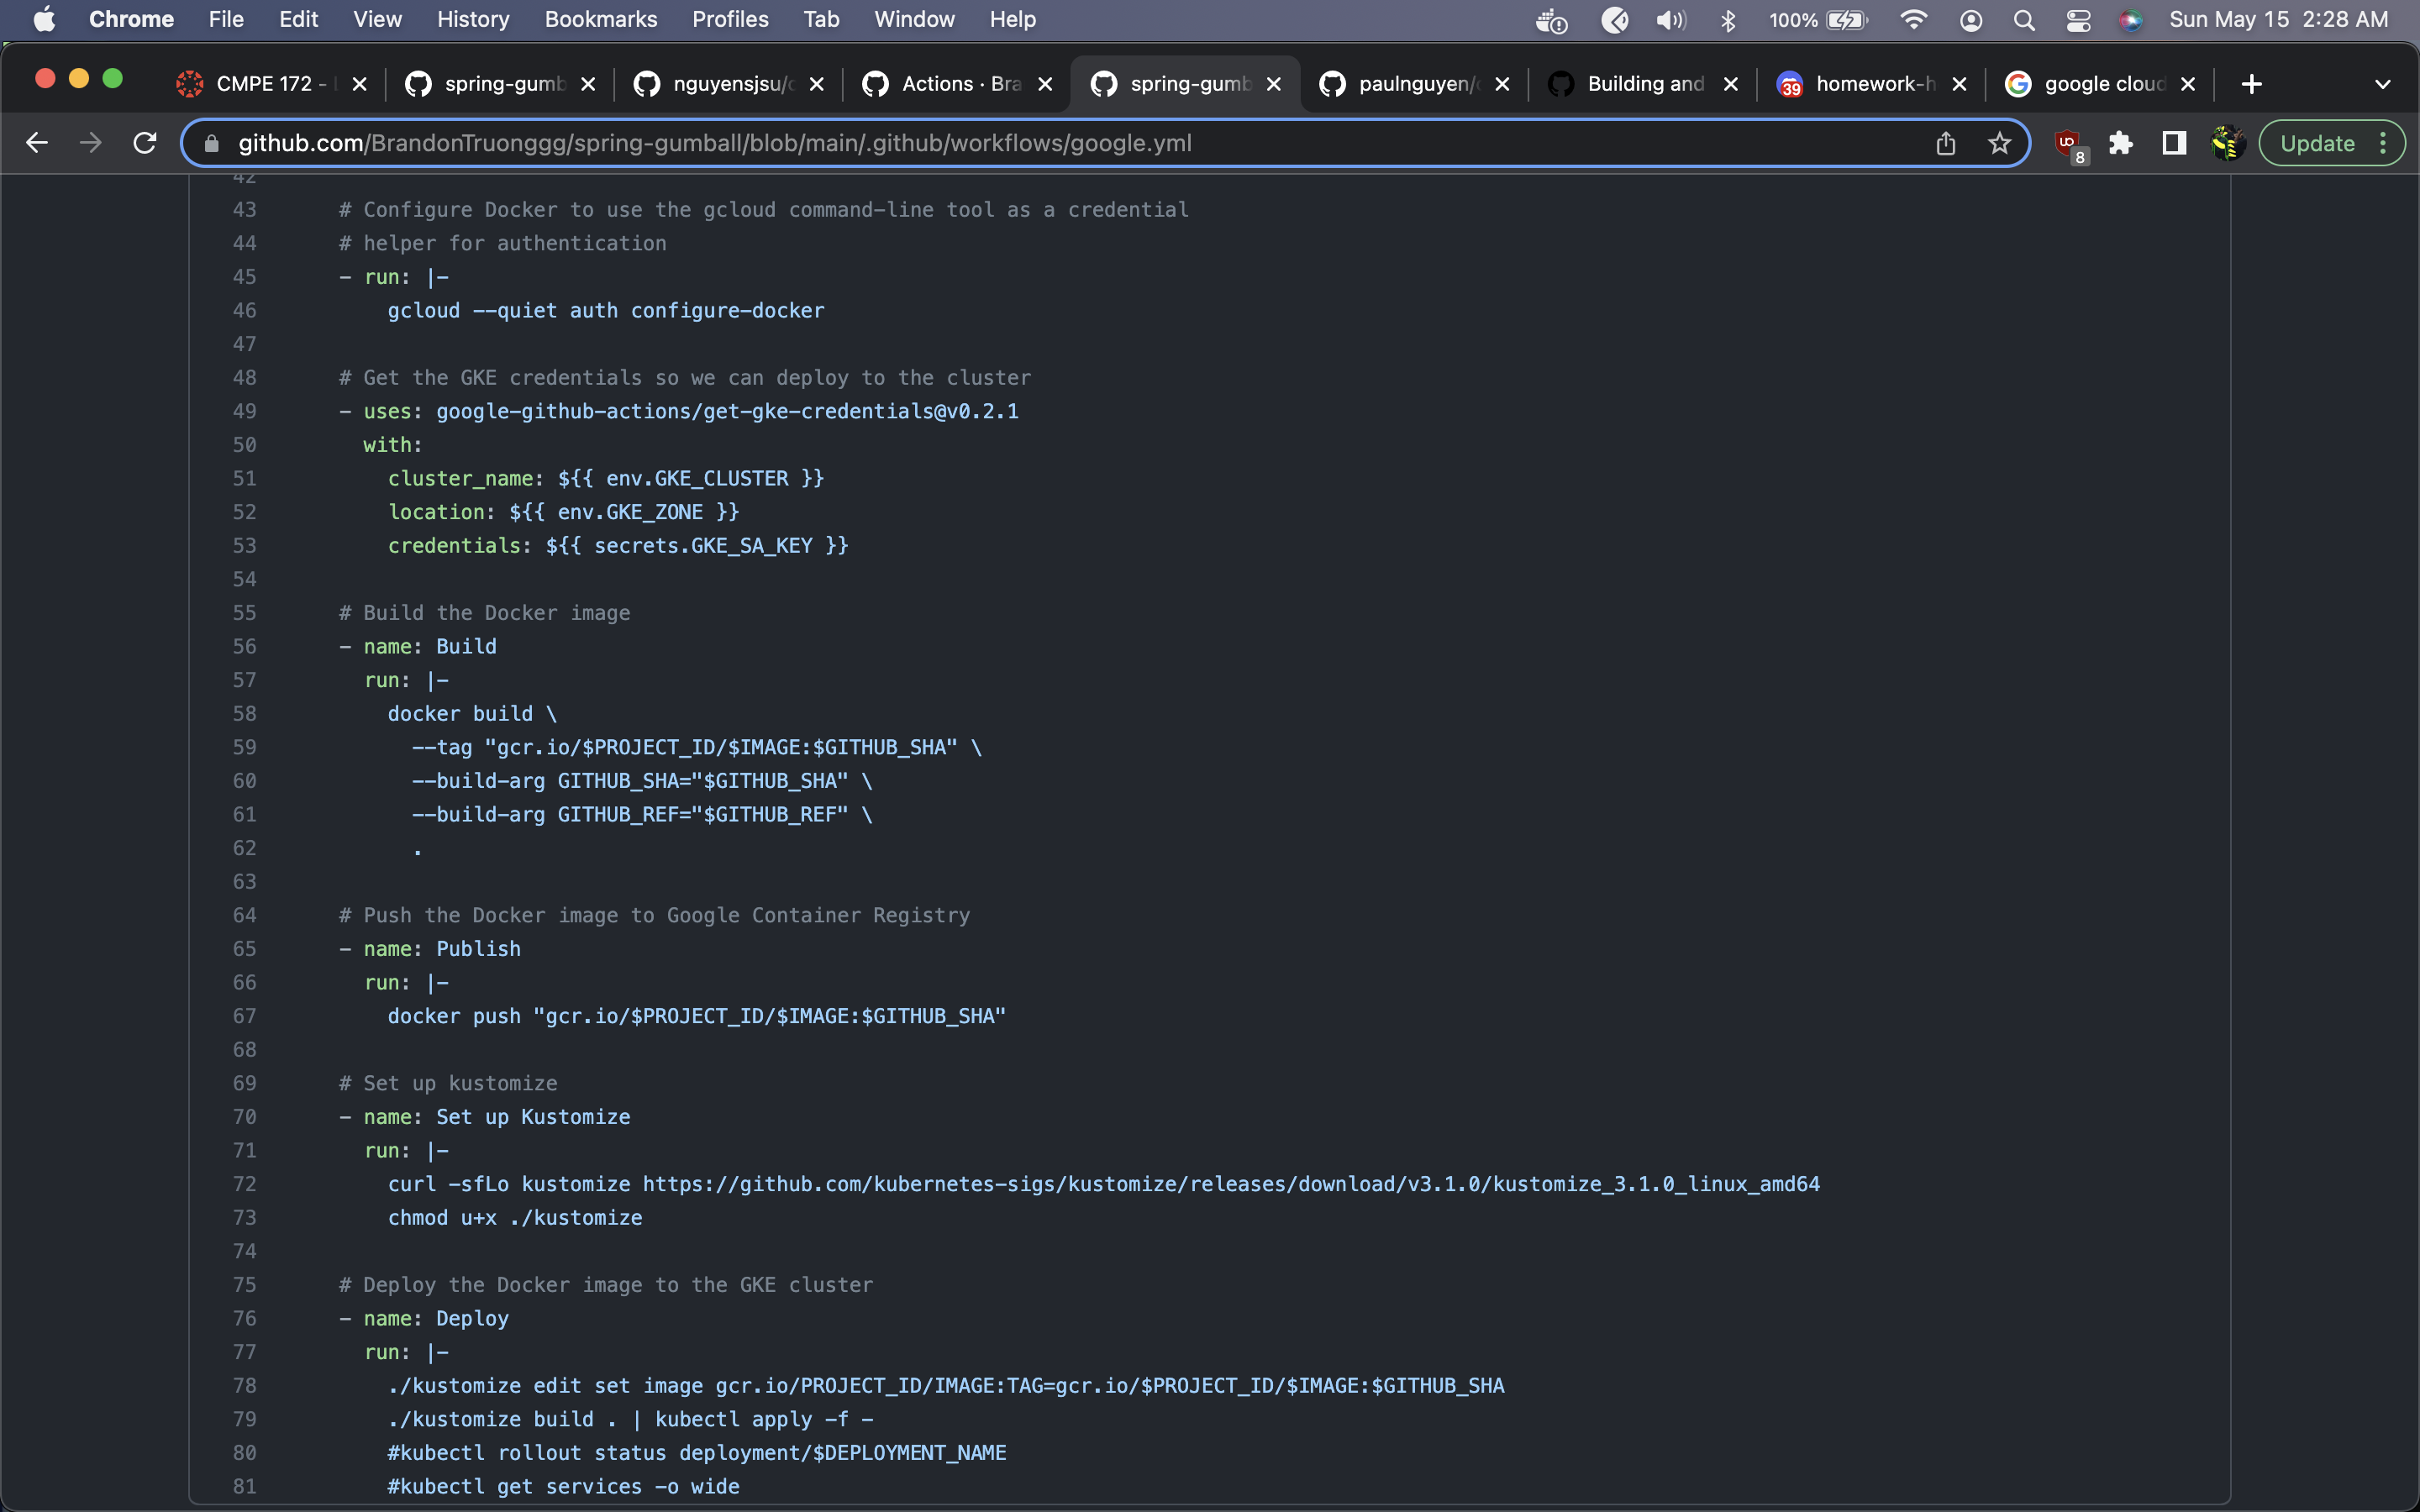 Chrome File Edit View History Bookmarks Profiles Tab Window Help 100% Sun May 15 2:28 AM
CMPE 172 - spring-gumb nguyensjsu/ Actions · Bra spring-gumb paulnguyen/ Building and 39 homework-h google cloud
github.com/BrandonTruonggg/spring-gumball/blob/main/.github/workflows/google.yml 8 Update
42
43 # Configure Docker to use the gcloud command-line tool as a credential
44 # helper for authentication
45 - run: |-
46 gcloud --quiet auth configure-docker
47
48 # Get the GKE credentials so we can deploy to the cluster
49 - uses: google-github-actions/get-gke-credentials@v0.2.1
50 with:
51 cluster_name: ${{ env.GKE_CLUSTER }}
52 location: ${{ env.GKE_ZONE }}
53 credentials: ${{ secrets.GKE_SA_KEY }}
54
55 # Build the Docker image
56 - name: Build
57 run: |-
58 docker build \
59 --tag "gcr.io/$PROJECT_ID/$IMAGE:$GITHUB_SHA" \
60 --build-arg GITHUB_SHA="$GITHUB_SHA" \
61 --build-arg GITHUB_REF="$GITHUB_REF" \
62 .
63
64 # Push the Docker image to Google Container Registry
65 - name: Publish
66 run: |-
67 docker push "gcr.io/$PROJECT_ID/$IMAGE:$GITHUB_SHA"
68
69 # Set up kustomize
70 - name: Set up Kustomize
71 run: |-
72 curl -sfLo kustomize https://github.com/kubernetes-sigs/kustomize/releases/download/v3.1.0/kustomize_3.1.0_linux_amd64
73 chmod u+x ./kustomize
74
75 # Deploy the Docker image to the GKE cluster
76 - name: Deploy
77 run: |-
78 ./kustomize edit set image gcr.io/PROJECT_ID/IMAGE:TAG=gcr.io/$PROJECT_ID/$IMAGE:$GITHUB_SHA
79 ./kustomize build . | kubectl apply -f -
80 #kubectl rollout status deployment/$DEPLOYMENT_NAME
81 #kubectl get services -o wide